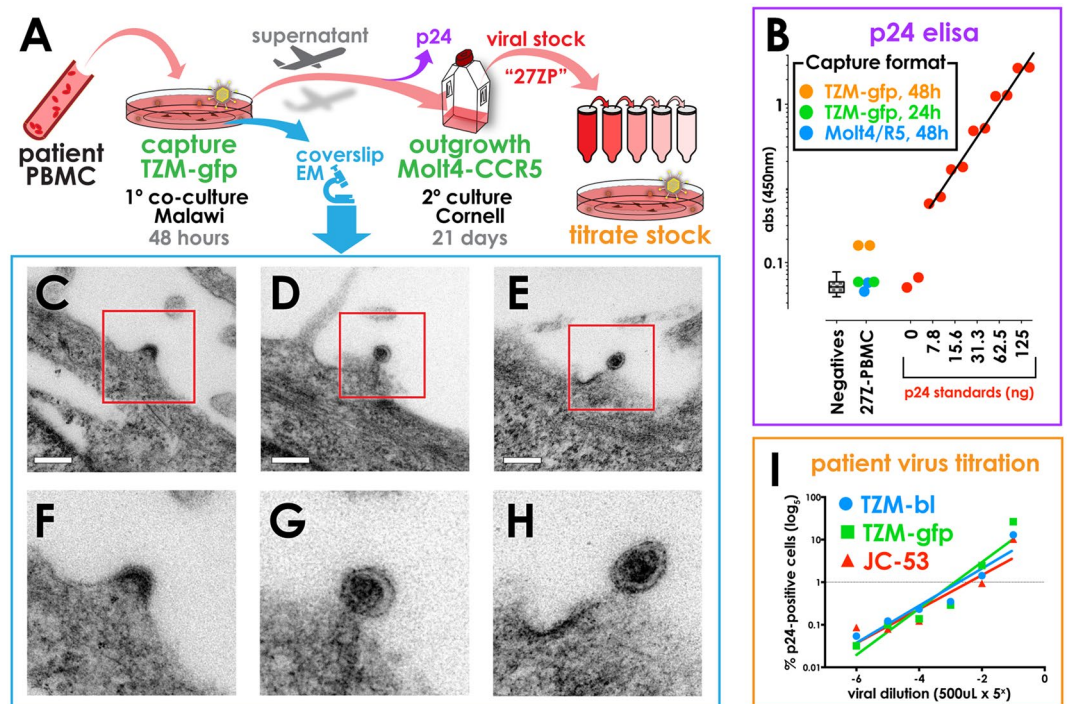 A
patient
PBMC
capture
TZM-gfp
1º co-culture
Malawi
48 hours
supernatant
p24
coverslip
EM
outgrowth
Molt4-CCR5
2º culture
Cornell
21 days
viral stock
“27ZP”
titrate stock
B
p24 elisa
Capture format
TZM-gfp, 48h
TZM-gfp, 24h
Molt4/R5, 48h
abs (450nm)
1
0.1
Negatives
27Z-PBMC
0
7.8
15.6
31.3
62.5
125
p24 standards (ng)
C
D
E
F
G
H
I
patient virus titration
TZM-bl
TZM-gfp
JC-53
% p24-positive cells (log5)
100
10
1
0.1
0.01
-6
-4
-2
0
viral dilution (500uL x 5ˣ)